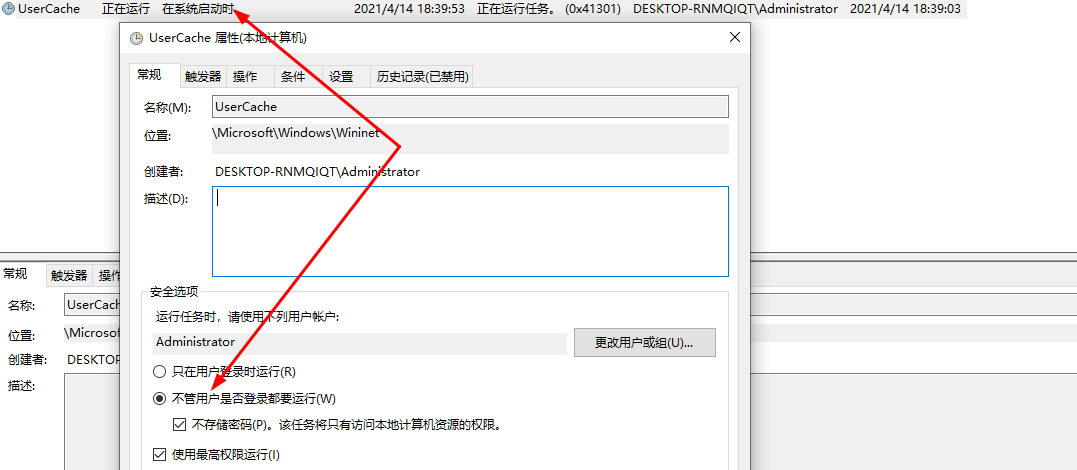 UserCache 正在运行 在系统启动时 2021/4/14 18:39:53 正在运行任务。 (0x41301) DESKTOP-RNMQIQT\Administrator 2021/4/14 18:39:03
UserCache 属性(本地计算机)
常规 触发器 操作 条件 设置 历史记录(已禁用)
名称(M): UserCache
位置: \Microsoft\Windows\Wininet
创建者: DESKTOP-RNMQIQT\Administrator
描述(D):
安全选项
运行任务时，请使用下列用户帐户:
Administrator 更改用户或组(U)...
只在用户登录时运行(R)
不管用户是否登录都要运行(W)
不存储密码(P)。该任务将只有访问本地计算机资源的权限。
使用最高权限运行(I)
常规 触发器 操作
名称: UserCach
位置: \Microsof
创建者: DESKTO
描述: